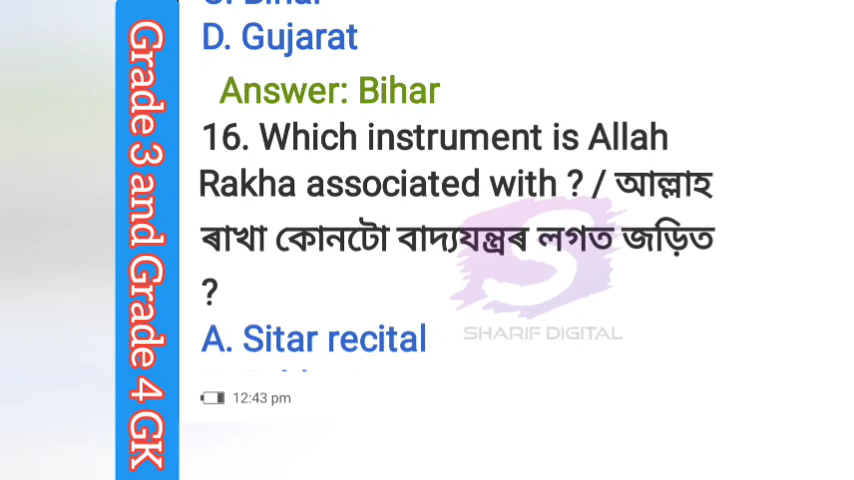 D. Gujarat
Answer: Bihar
16. Which instrument is Allah
Rakha associated with ? / আল্লাহ
ৰাখা কোনটো বাদ্যযন্ত্ৰৰ লগত জড়িত
?
A. Sitar recital
SHARIF DIGITAL
12:43 pm
Grade 3 and Grade 4 GK